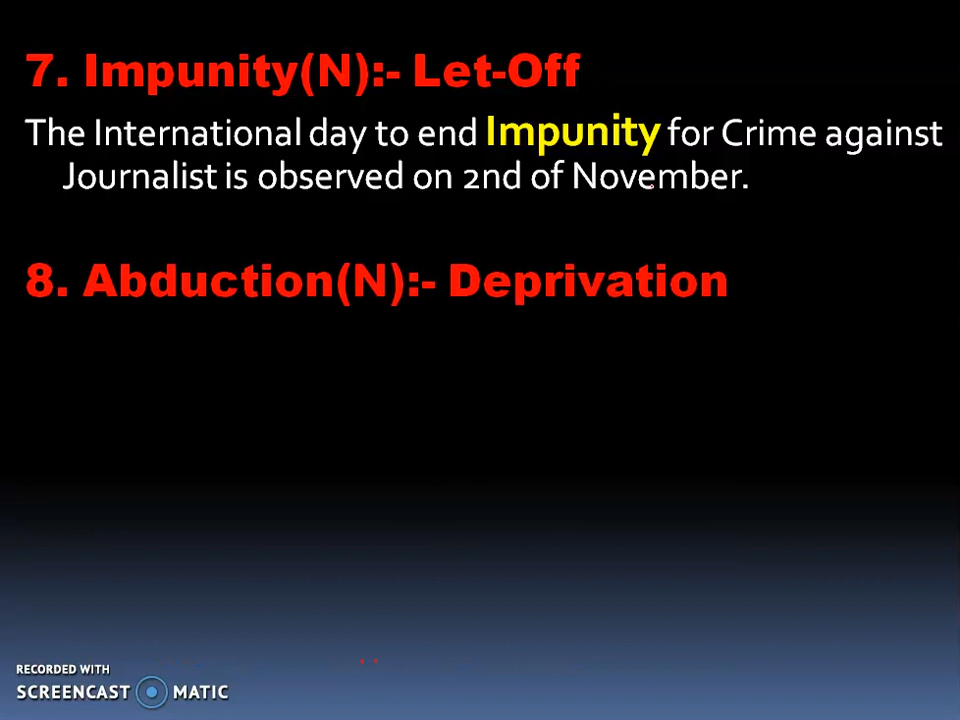 7. Impunity(N):- Let-Off
The International day to end Impunity for Crime against
Journalist is observed on 2nd of November.
8. Abduction(N):- Deprivation
RECORDED WITH
SCREENCAST MATIC